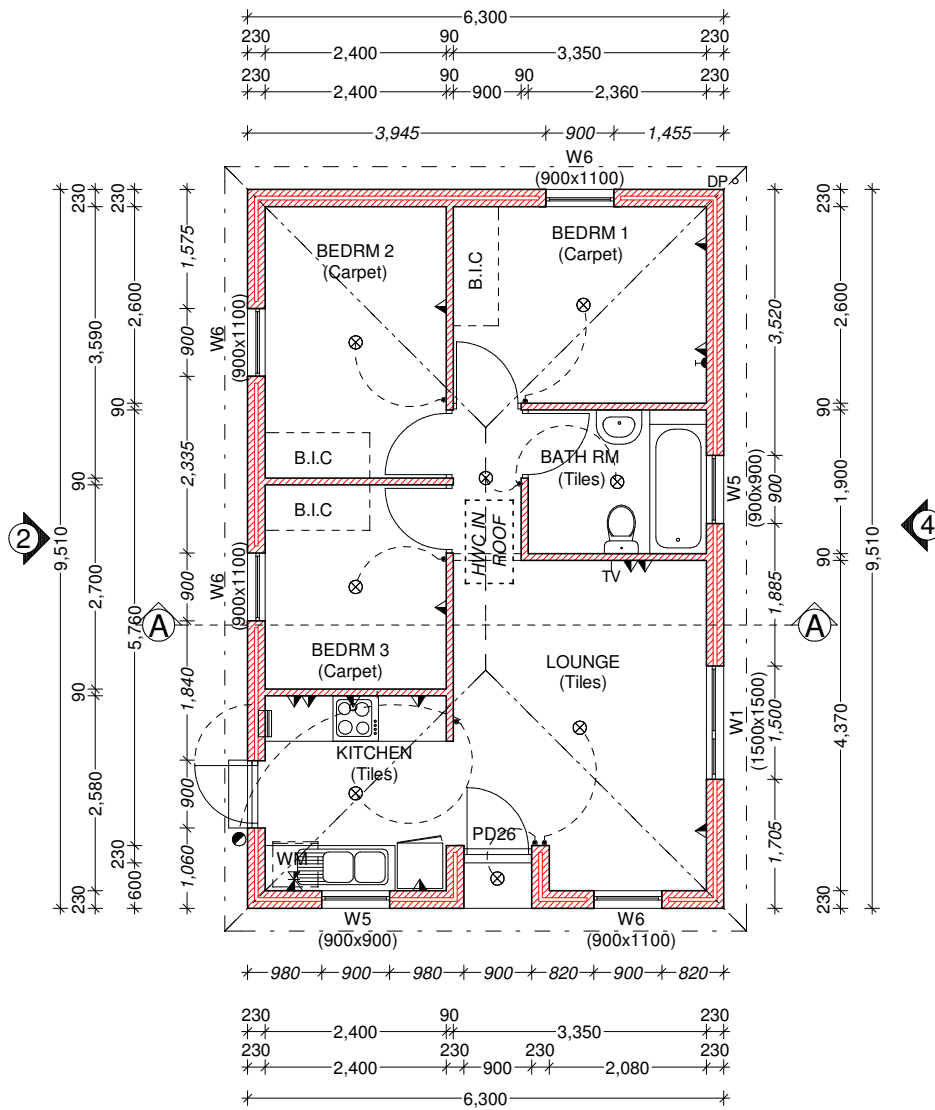 6,300
230 2,400 90 3,350 230
230 2,400 90 900 90 2,360 230
3,945 900 1,455
W6
(900x1100)
DP
BEDRM 2
(Carpet)
B.I.C
BEDRM 1
(Carpet)
W6
(900x1100)
B.I.C
BATH RM
(Tiles)
W5
(900x900)
B.I.C
HWC IN
ROOF
TV
W6
(900x1100)
BEDRM 3
(Carpet)
LOUNGE
(Tiles)
W1
(1500x1500)
KITCHEN
(Tiles)
PD26
WM
W5
(900x900)
W6
(900x1100)
2
4
A
A
9,510
230 3,590 90 2,700 90 2,580 230
230 2,600 90 5,760 230 600
1,575 900 2,335 900 1,840 900 1,060
3,520 900 1,885 1,500 1,705
230 2,600 90 1,900 90 4,370 230
9,510
980 900 980 900 820 900 820
230 2,400 90 3,350 230
230 2,400 230 900 230 2,080 230
6,300